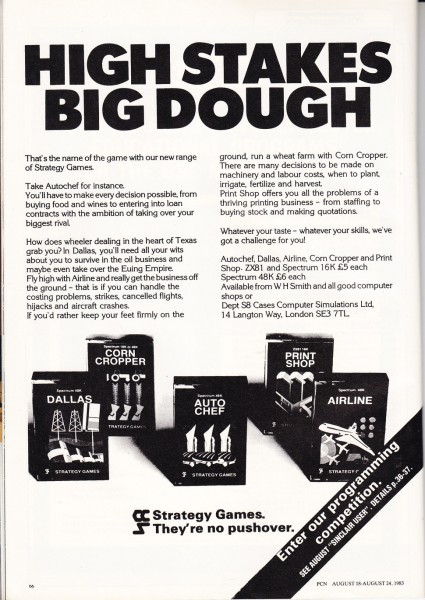 HIGH STAKES
BIG DOUGH
That's the name of the game with our new range
of Strategy Games.
Take Autochef for instance.
You'll have to make every decision possible, from
buying food and wines to entering into loan
contracts with the ambition of taking over your
biggest rival.
How does wheeler dealing in the heart of Texas
grab you? In Dallas, you'll need all your wits
about you to survive in the oil business and
maybe even take over the Euing Empire.
Fly high with Airline and really get the business off
the ground – that is if you can handle the
costing problems, strikes, cancelled flights,
hijacks and aircraft crashes.
If you'd rather keep your feet firmly on the
ground, run a wheat farm with Corn Cropper.
There are many decisions to be made on
machinery and labour costs, when to plant,
irrigate, fertilize and harvest.
Print Shop offers you all the problems of a
thriving printing business – from staffing to
buying stock and making quotations.
Whatever your taste – whatever your skills, we've
got a challenge for you!
Autochef, Dallas, Airline, Corn Cropper and Print
Shop- ZX81 and Spectrum 16K £5 each
Spectrum 48K £6 each
Available from W H Smith and all good computer
shops or
Dept S8 Cases Computer Simulations Ltd,
14 Langton Way, London SE3 7TL.
Spectrum 48K
DALLAS
STRATEGY GAMES
Spectrum 16K or 48K
CORN
CROPPER
STRATEGY GAMES
Spectrum 48K
AUTO
CHEF
STRATEGY GAMES
ZX81 16K
PRINT
SHOP
Spectrum 48K
AIRLINE
STRATEGY
Strategy Games.
They're no pushover.
Enter our programming
competition.
SEE AUGUST "SINCLAIR USER". DETAILS p.36-37.
66
PCN AUGUST 18-AUGUST 24, 1983